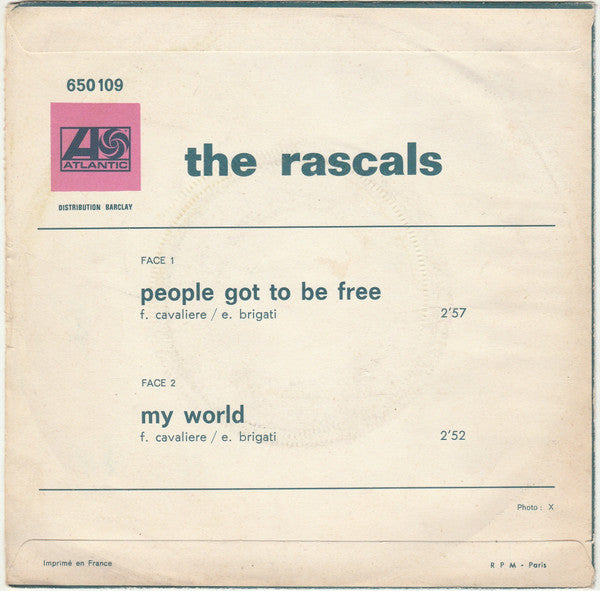 650109
ATLANTIC
DISTRIBUTION BARCLAY
the rascals
FACE 1
people got to be free
f. cavaliere / e. brigati 2'57
FACE 2
my world
f. cavaliere / e. brigati 2'52
Photo : X
Imprimé en France R P M - Paris